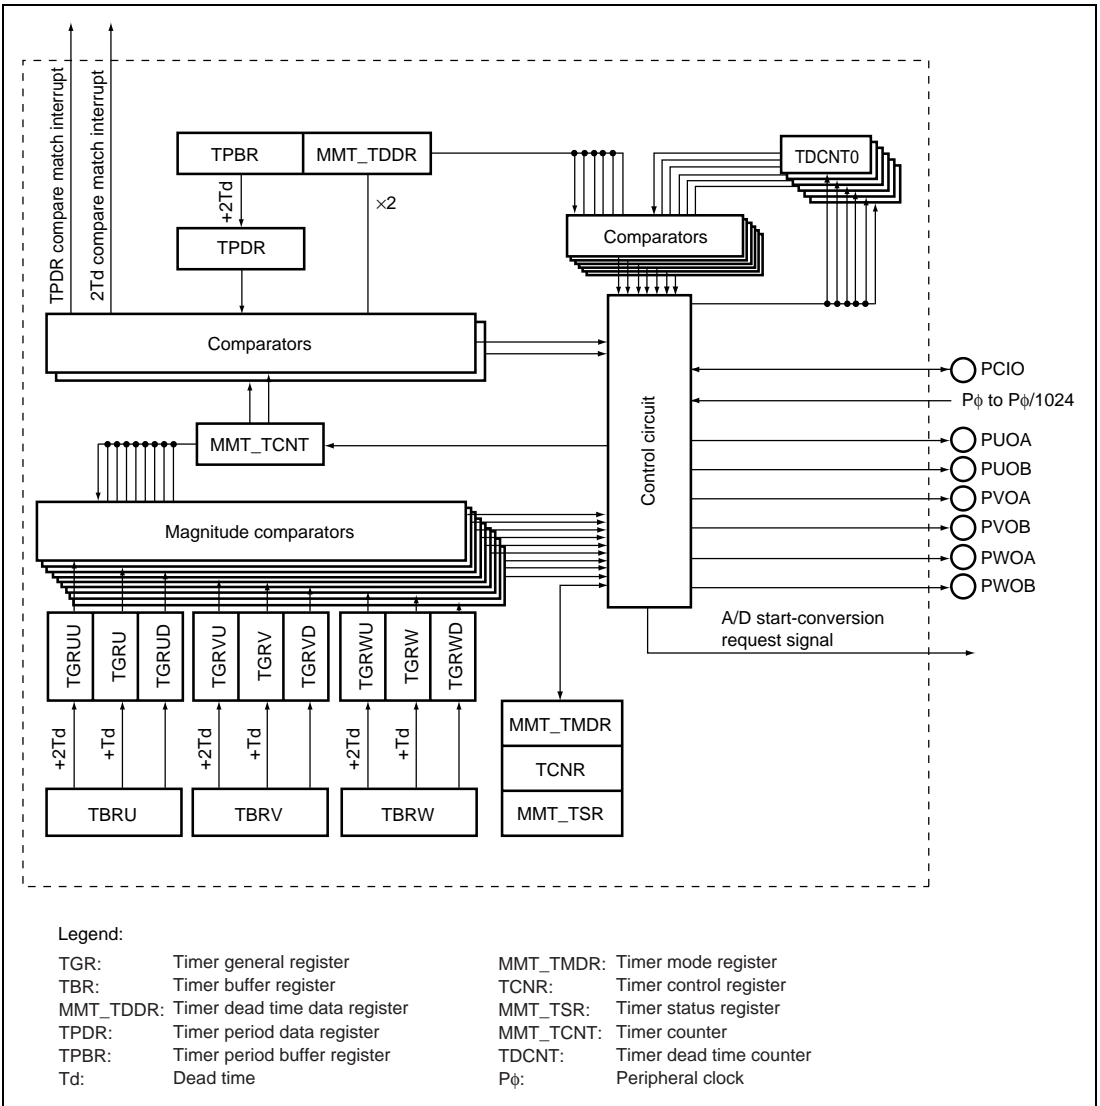 TPDR compare match interrupt
2Td compare match interrupt
TPBR
MMT_TDDR
TDCNT0
+2Td
×2
TPDR
Comparators
Comparators
PCIO
Pϕ to Pϕ/1024
MMT_TCNT
Control circuit
PUOA
PUOB
PVOA
PVOB
PWOA
PWOB
Magnitude comparators
A/D start-conversion
request signal
TGRUU
TGRU
TGRUD
TGRVU
TGRV
TGRVD
TGRWU
TGRW
TGRWD
+2Td
+Td
+2Td
+Td
+2Td
+Td
MMT_TMDR
TCNR
MMT_TSR
TBRU
TBRV
TBRW
Legend:
TGR: Timer general register
TBR: Timer buffer register
MMT_TDDR: Timer dead time data register
TPDR: Timer period data register
TPBR: Timer period buffer register
Td: Dead time
MMT_TMDR: Timer mode register
TCNR: Timer control register
MMT_TSR: Timer status register
MMT_TCNT: Timer counter
TDCNT: Timer dead time counter
Pϕ: Peripheral clock